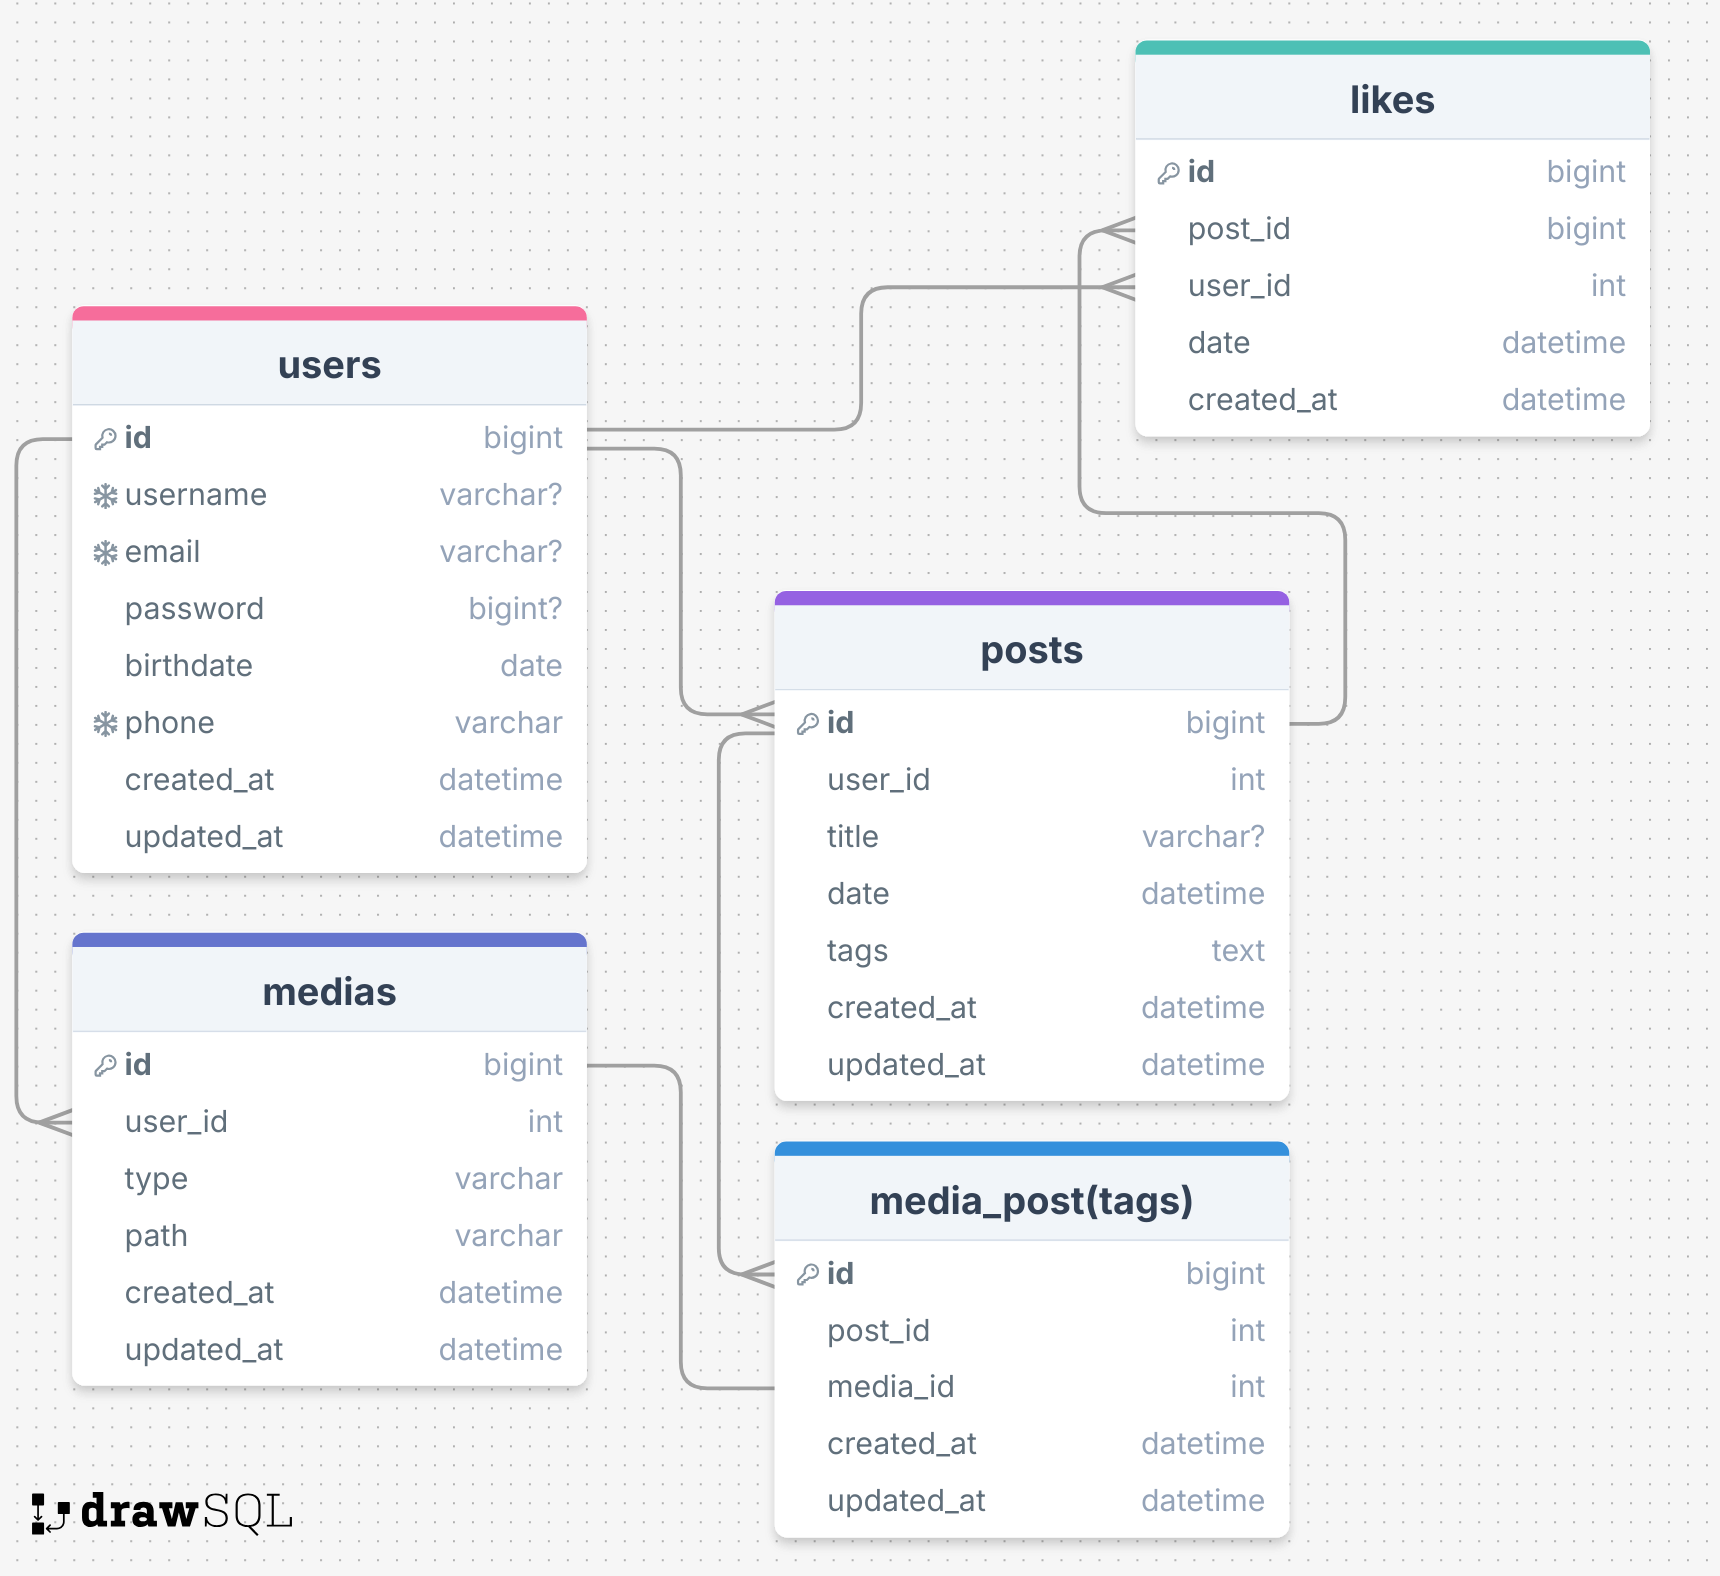 likes
id bigint
post_id bigint
user_id int
date datetime
created_at datetime
users
id bigint
username varchar?
email varchar?
password bigint?
birthdate date
phone varchar
created_at datetime
updated_at datetime
posts
id bigint
user_id int
title varchar?
date datetime
tags text
created_at datetime
updated_at datetime
medias
id bigint
user_id int
type varchar
path varchar
created_at datetime
updated_at datetime
media_post(tags)
id bigint
post_id int
media_id int
created_at datetime
updated_at datetime
drawSQL